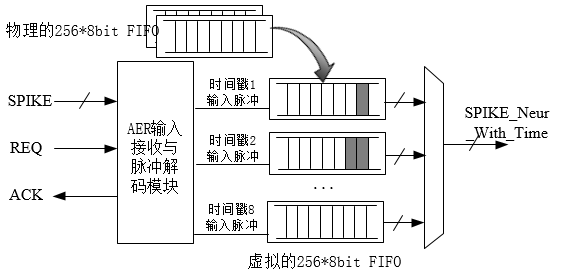 物理的256*8bit FIFO
SPIKE
REQ
ACK
AER输入
接收与
脉冲解
码模块
时间戳1
输入脉冲
时间戳2
输入脉冲
...
时间戳8
输入脉冲
虚拟的256*8bit FIFO
SPIKE_Neur
_With_Time